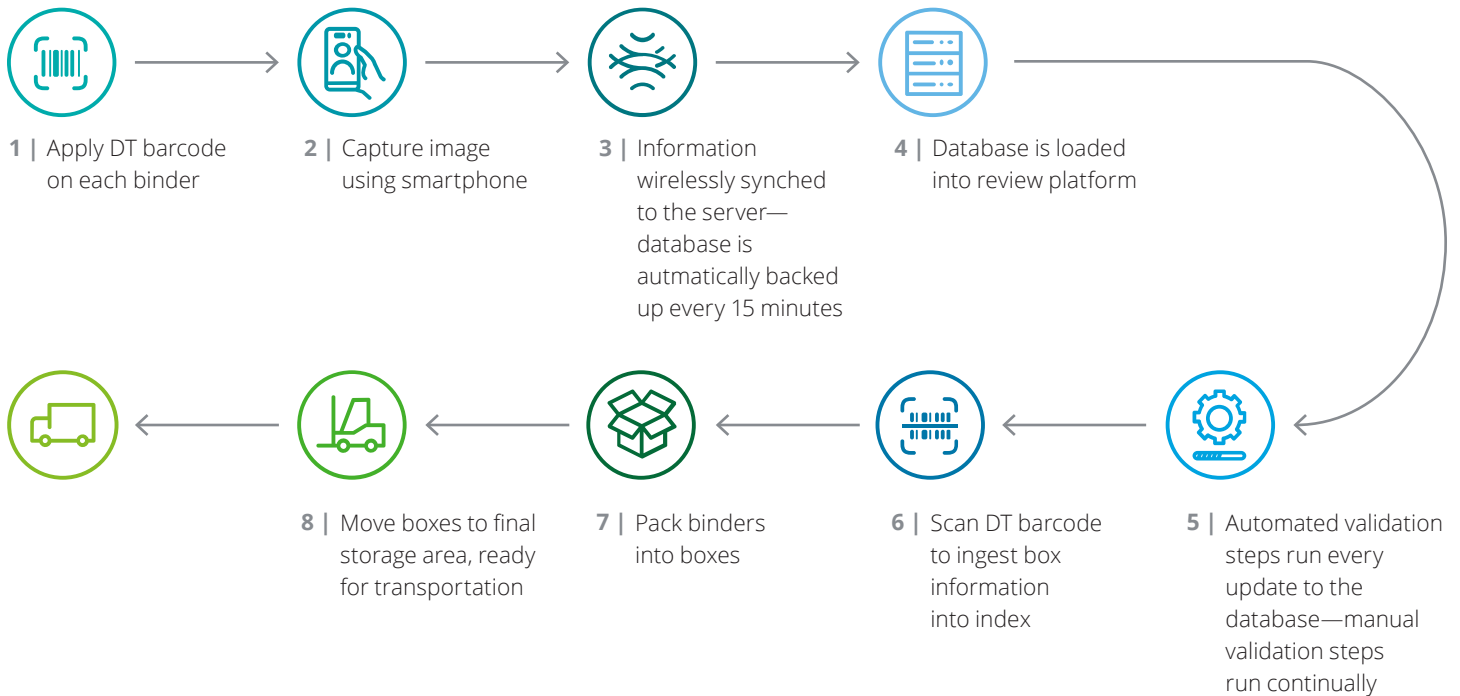 1 | Apply DT barcode
on each binder
2 | Capture image
using smartphone
3 | Information
wirelessly synched
to the server—
database is
autmatically backed
up every 15 minutes
4 | Database is loaded
into review platform
5 | Automated validation
steps run every
update to the
database—manual
validation steps
run continually
6 | Scan DT barcode
to ingest box
information
into index
7 | Pack binders
into boxes
8 | Move boxes to final
storage area, ready
for transportation